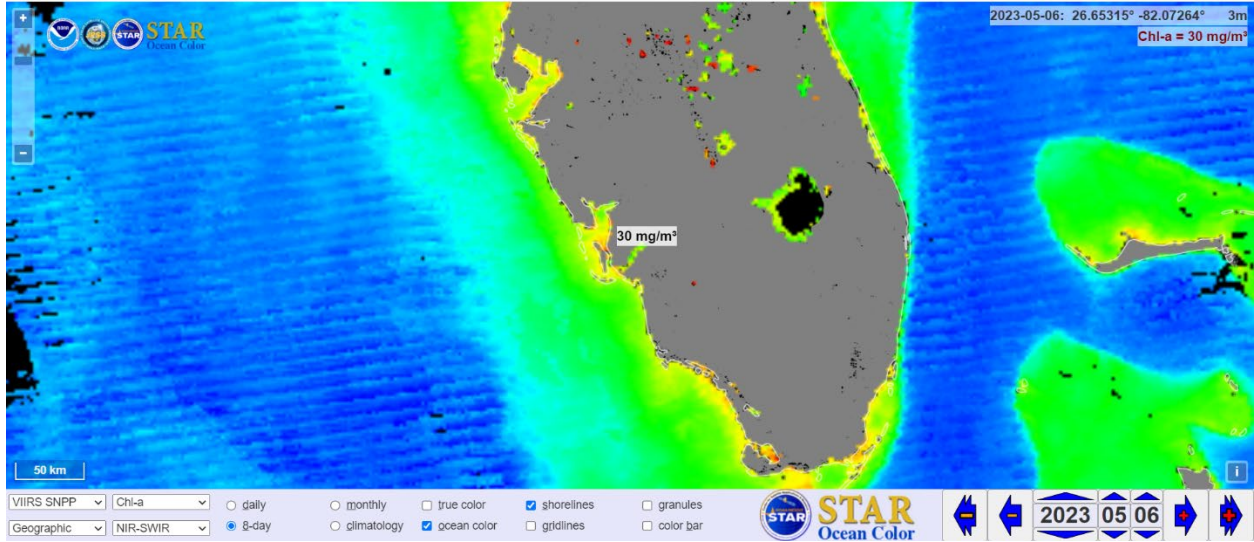 +
−
NOAA
STAR
STAR
Ocean Color
2023-05-06: 26.65315° -82.07264° 3m
Chl-a = 30 mg/m³
30 mg/m³
50 km
i
VIIRS SNPP
Chl-a
daily
monthly
true color
shorelines
granules
Geographic
NIR-SWIR
8-day
climatology
ocean color
gridlines
color bar
STAR
STAR
Ocean Color
−
−
2023 05 06
+
+